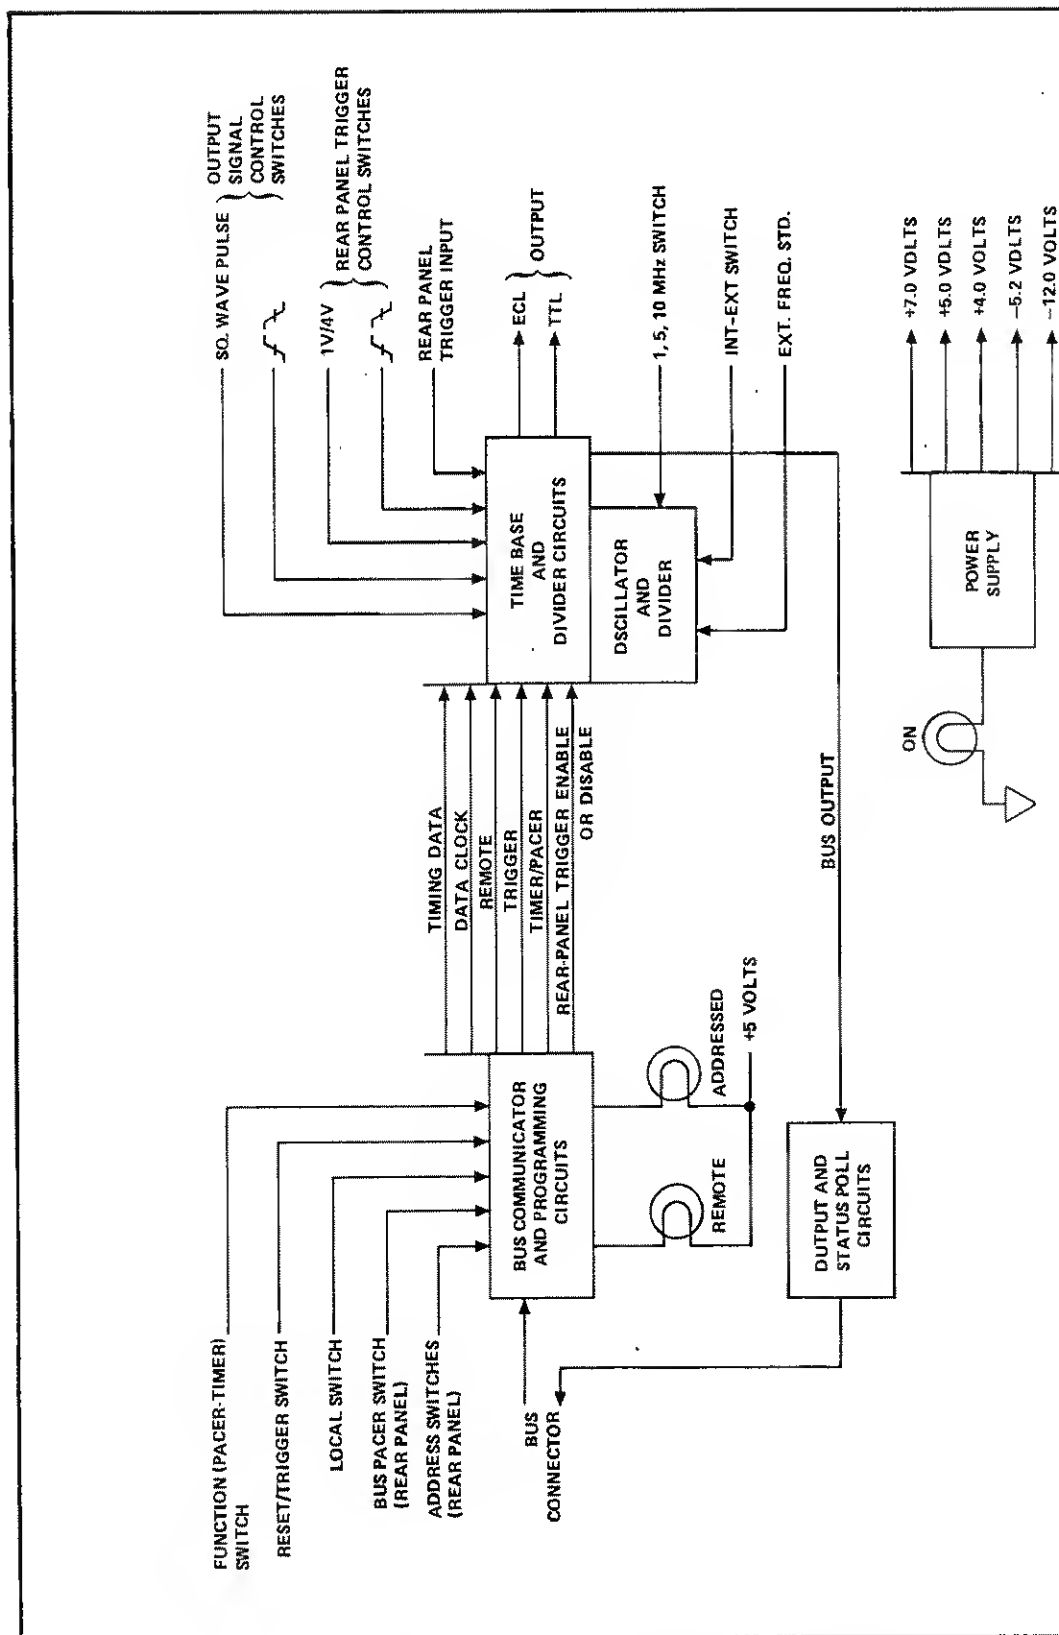 FUNCTION (PACER-TIMER)
SWITCH
RESET/TRIGGER SWITCH
LOCAL SWITCH
BUS PACER SWITCH
(REAR PANEL)
ADDRESS SWITCHES
(REAR PANEL)
BUS
CONNECTOR
BUS COMMUNICATOR
AND PROGRAMMING
CIRCUITS
REMOTE
ADDRESSED
+5 VOLTS
TIMING DATA
DATA CLOCK
REMOTE
TRIGGER
TIMER/PACER
REAR-PANEL TRIGGER ENABLE
OR DISABLE
SQ. WAVE PULSE
OUTPUT
SIGNAL
CONTROL
SWITCHES
1V/4V
REAR PANEL TRIGGER
CONTROL SWITCHES
REAR PANEL
TRIGGER INPUT
TIME BASE
AND
DIVIDER CIRCUITS
ECL
TTL
OUTPUT
DSCILLATOR
AND
DIVIDER
1, 5, 10 MHz SWITCH
INT-EXT SWITCH
EXT. FREQ. STD.
BUS OUTPUT
DUTPUT AND
STATUS POLL
CIRCUITS
ON
POWER
SUPPLY
+7.0 VDLTS
+5.0 VOLTS
+4.0 VOLTS
−5.2 VDLTS
−12.0 VOLTS